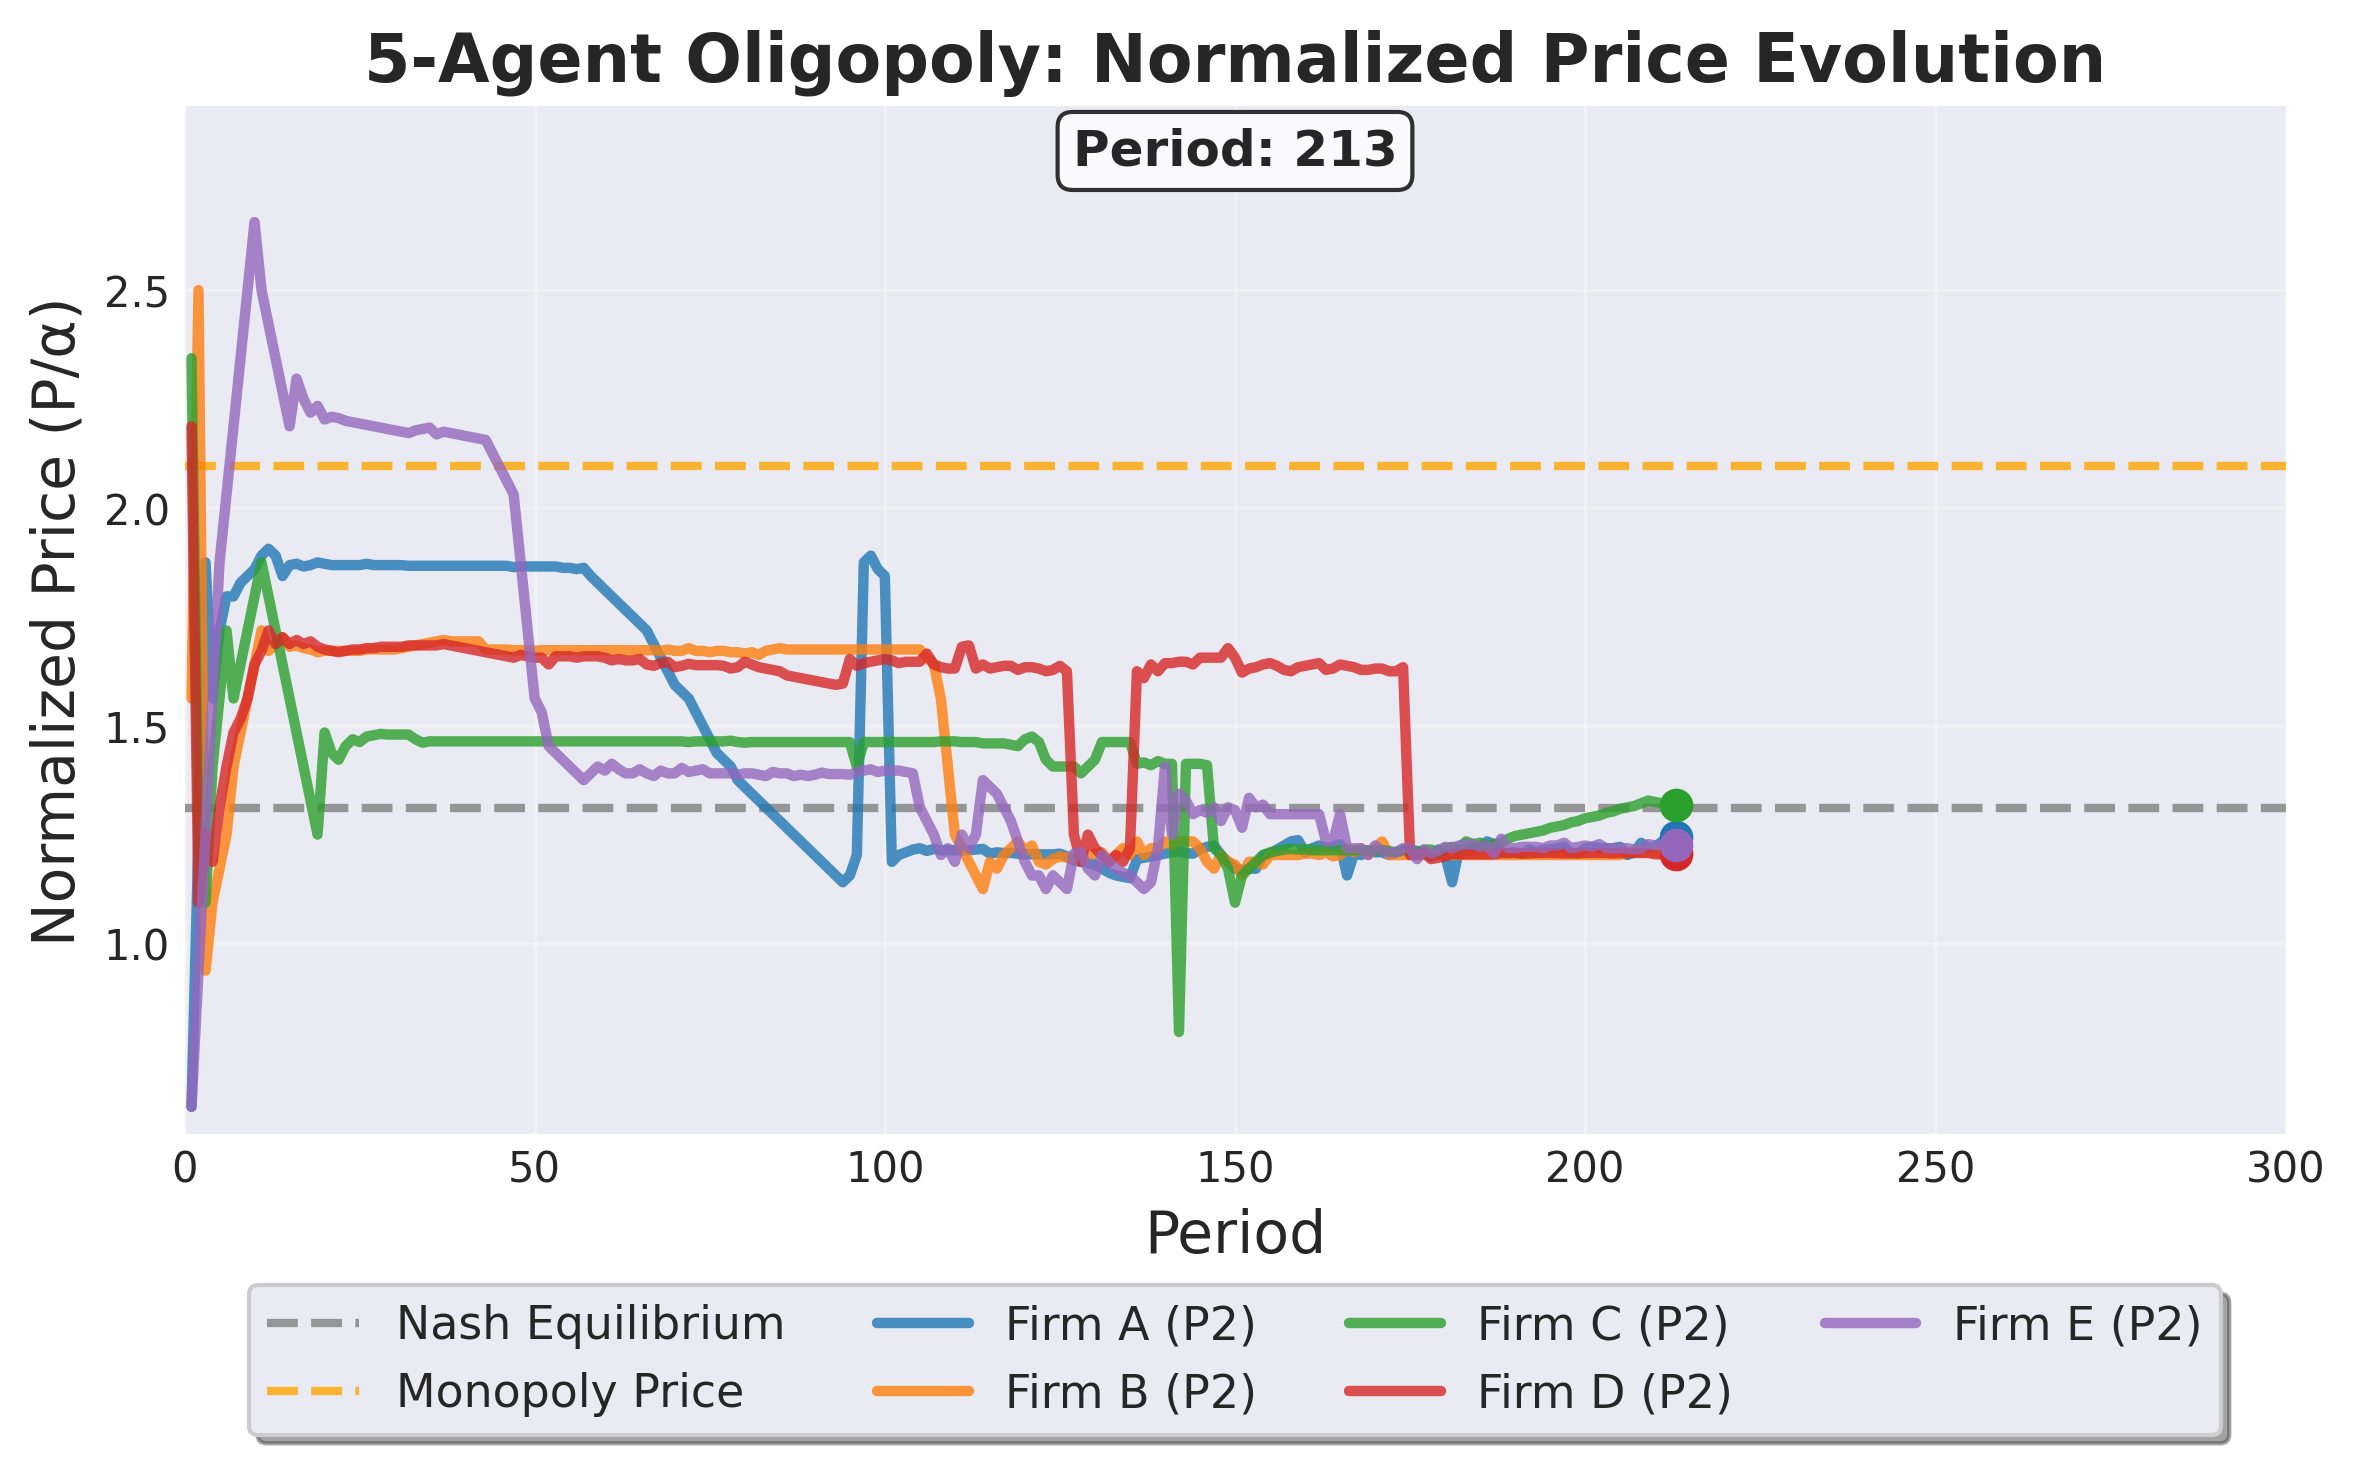 5-Agent Oligopoly: Normalized Price Evolution
Period: 213
Normalized Price (P/α)
2.5
2.0
1.5
1.0
0
50
100
150
200
250
300
Period
Nash Equilibrium
Monopoly Price
Firm A (P2)
Firm B (P2)
Firm C (P2)
Firm D (P2)
Firm E (P2)